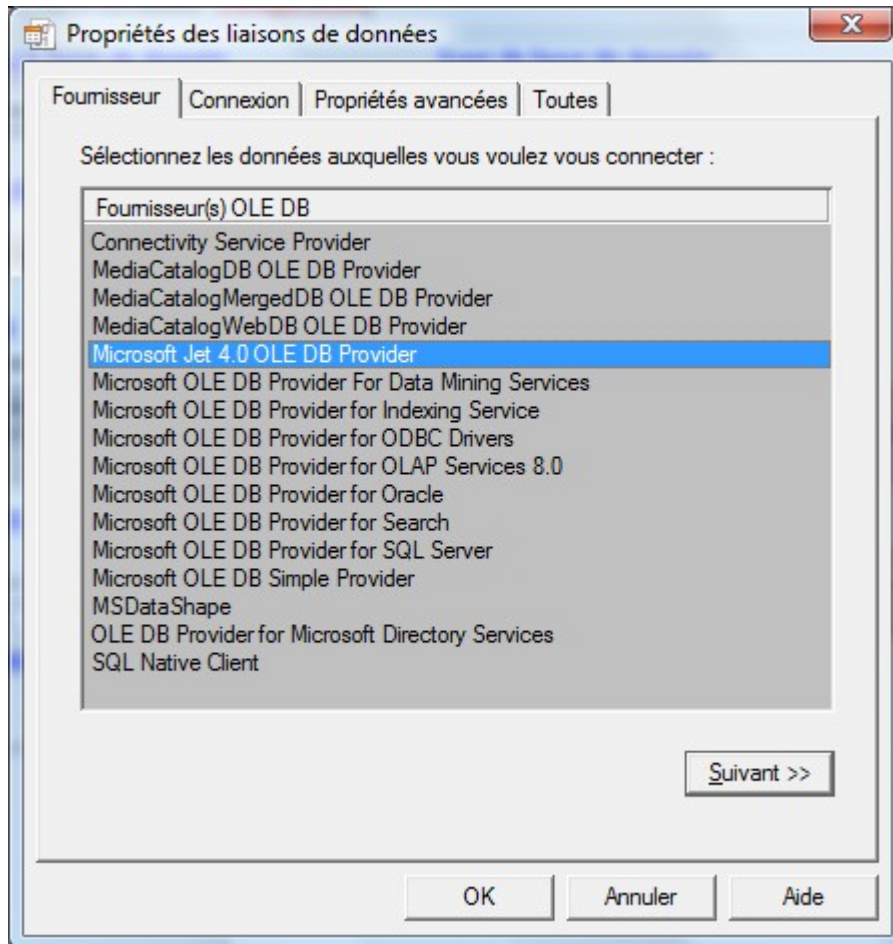 Propriétés des liaisons de données
Fournisseur Connexion Propriétés avancées Toutes
Sélectionnez les données auxquelles vous voulez vous connecter :
Fournisseur(s) OLE DB
Connectivity Service Provider
MediaCatalogDB OLE DB Provider
MediaCatalogMergedDB OLE DB Provider
MediaCatalogWebDB OLE DB Provider
Microsoft Jet 4.0 OLE DB Provider
Microsoft OLE DB Provider For Data Mining Services
Microsoft OLE DB Provider for Indexing Service
Microsoft OLE DB Provider for ODBC Drivers
Microsoft OLE DB Provider for OLAP Services 8.0
Microsoft OLE DB Provider for Oracle
Microsoft OLE DB Provider for Search
Microsoft OLE DB Provider for SQL Server
Microsoft OLE DB Simple Provider
MSDataShape
OLE DB Provider for Microsoft Directory Services
SQL Native Client
Suivant >>
OK Annuler Aide